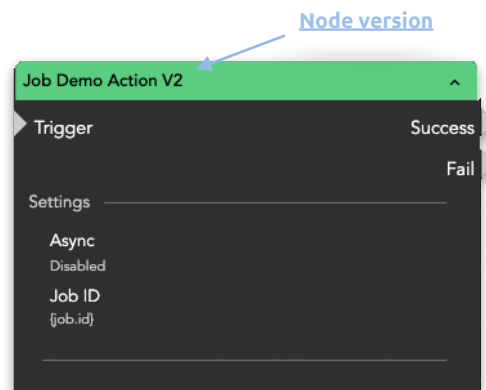 Node version
Job Demo Action V2
Trigger
Success
Fail
Settings
Async
Disabled
Job ID
{job.id}